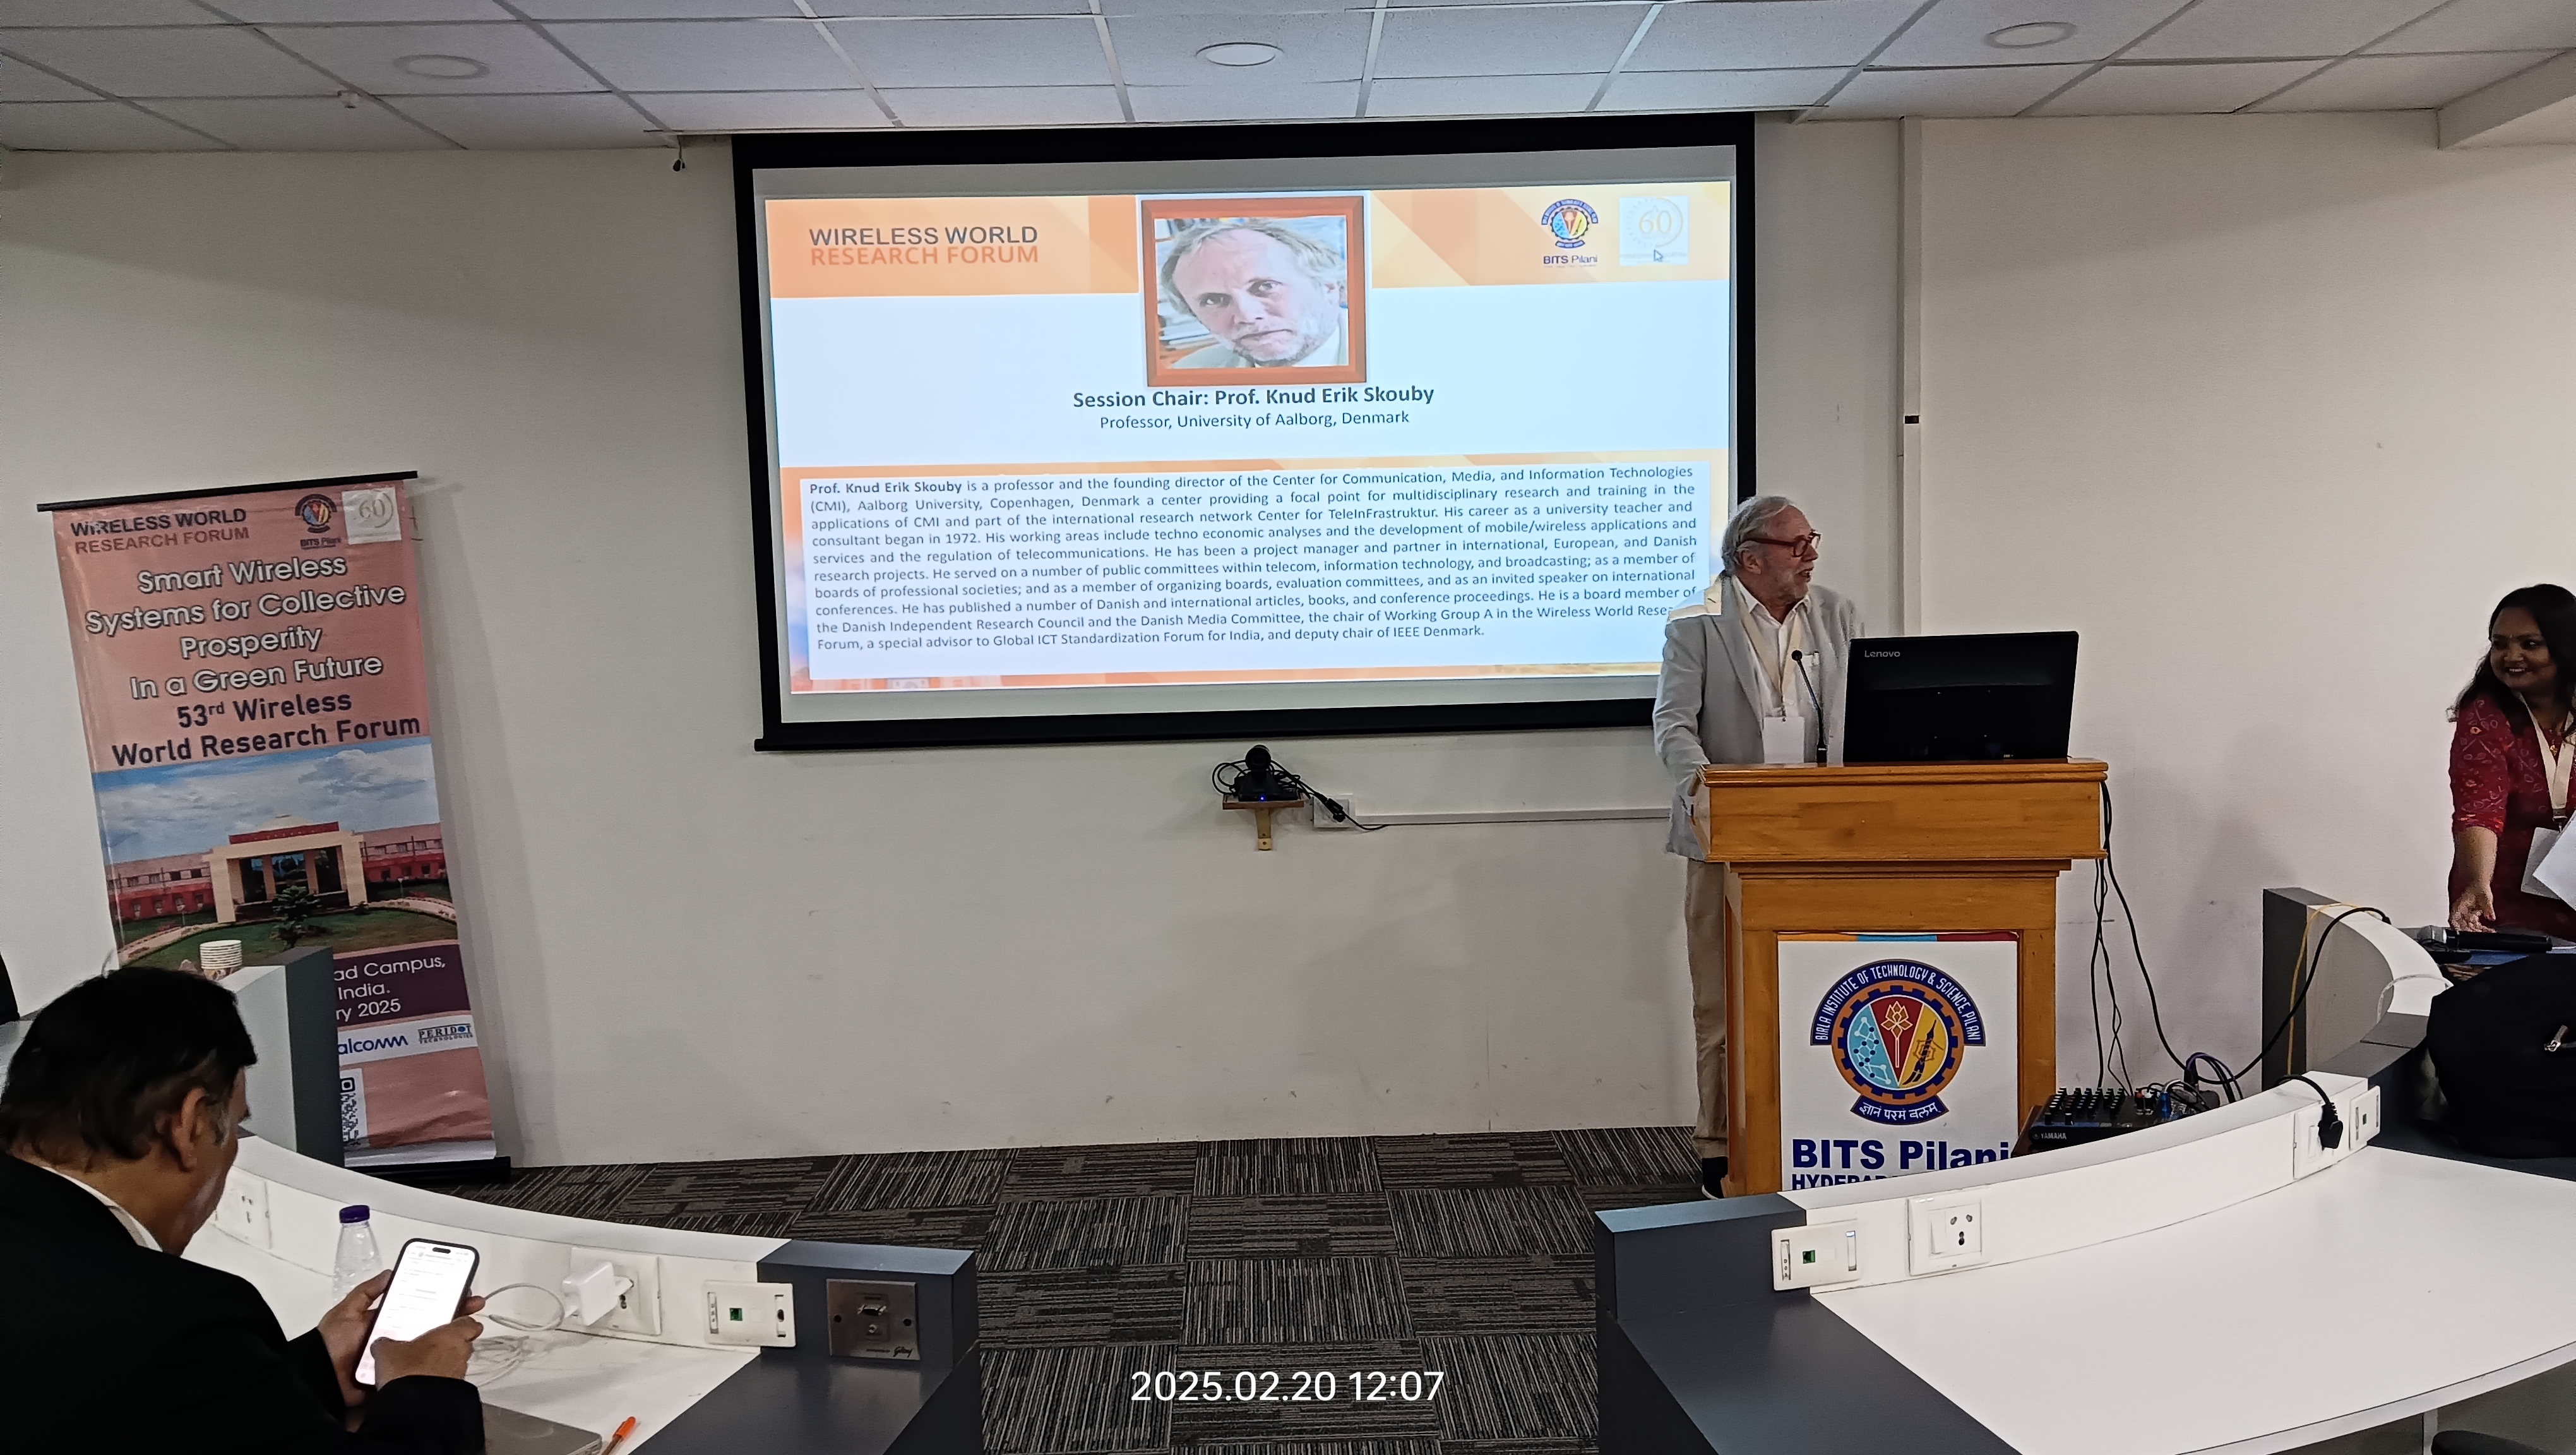 WIRELESS WORLD
RESEARCH FORUM
BITS Pilani
60
Session Chair: Prof. Knud Erik Skouby
Professor, University of Aalborg, Denmark
Prof. Knud Erik Skouby is a professor and the founding director of the Center for Communication, Media, and Information Technologies
(CMI), Aalborg University, Copenhagen, Denmark a center providing a focal point for multidisciplinary research and training in the
applications of CMI and part of the international research network Center for TeleInFrastruktur. His career as a university teacher and
consultant began in 1972. His working areas include techno economic analyses and the development of mobile/wireless applications and
services and the regulation of telecommunications. He has been a project manager and partner in international, European, and Danish
research projects. He served on a number of public committees within telecom, information technology, and broadcasting; as a member of
boards of professional societies; and as a member of organizing boards, evaluation committees, and as an invited speaker on international
conferences. He has published a number of Danish and international articles, books, and conference proceedings. He is a board member of
the Danish Independent Research Council and the Danish Media Committee, the chair of Working Group A in the Wireless World Resea
Forum, a special advisor to Global ICT Standardization Forum for India, and deputy chair of IEEE Denmark.
WIRELESS WORLD
RESEARCH FORUM
BITS Pilani
60
Smart Wireless
Systems for Collective
Prosperity
In a Green Future
53rd Wireless
World Research Forum
ad Campus,
India.
ry 2025
alcomm
PERIDOT
TECHNOLOGIES
Lenovo
BIRLA INSTITUTE OF TECHNOLOGY & SCIENCE, PILANI
ज्ञानं परमं बलम्
BITS Pilani
YAMAHA
2025.02.20 12:07